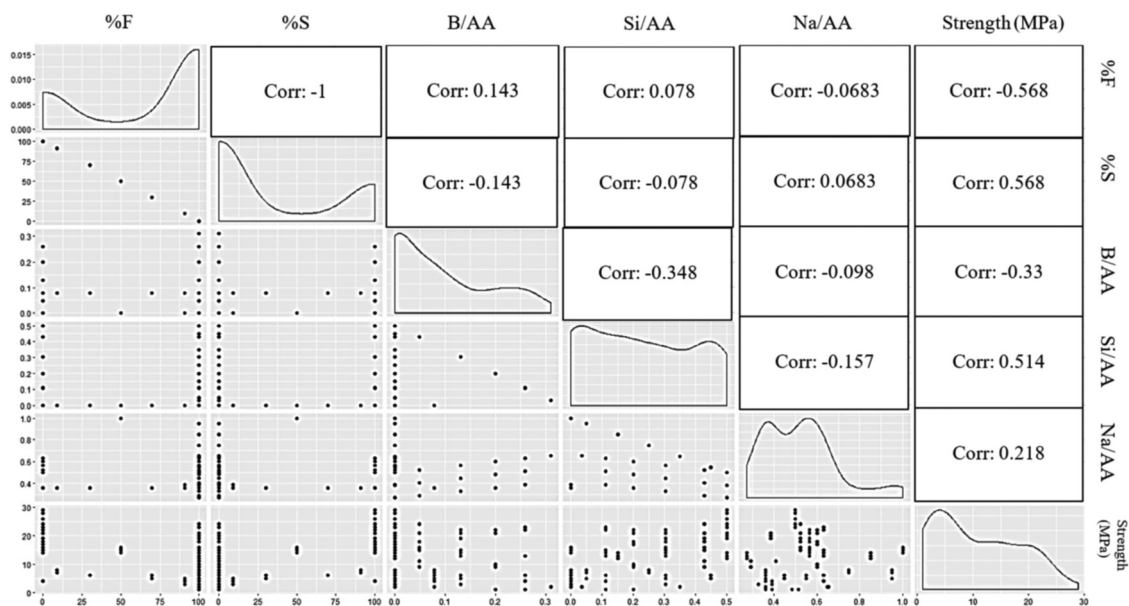 %F %S B/AA Si/AA Na/AA Strength (MPa)
0.015
0.010
0.005
0.000
Corr: -1 Corr: 0.143 Corr: 0.078 Corr: -0.0683 Corr: -0.568
%F
100
75
50
25
0
Corr: -0.143 Corr: -0.078 Corr: 0.0683 Corr: 0.568
%S
0.3
0.2
0.1
0.0
Corr: -0.348 Corr: -0.098 Corr: -0.33
B/AA
0.5
0.4
0.3
0.2
0.1
0.0
Corr: -0.157 Corr: 0.514
Si/AA
1.0
0.8
0.6
0.4
Corr: 0.218
Na/AA
30
20
10
0
Strength
(MPa)
0 50 100 0 25 50 75 100 0.0 0.1 0.2 0.3 0.0 0.1 0.2 0.3 0.4 0.5 0.4 0.6 0.8 1.0 0 10 20 30